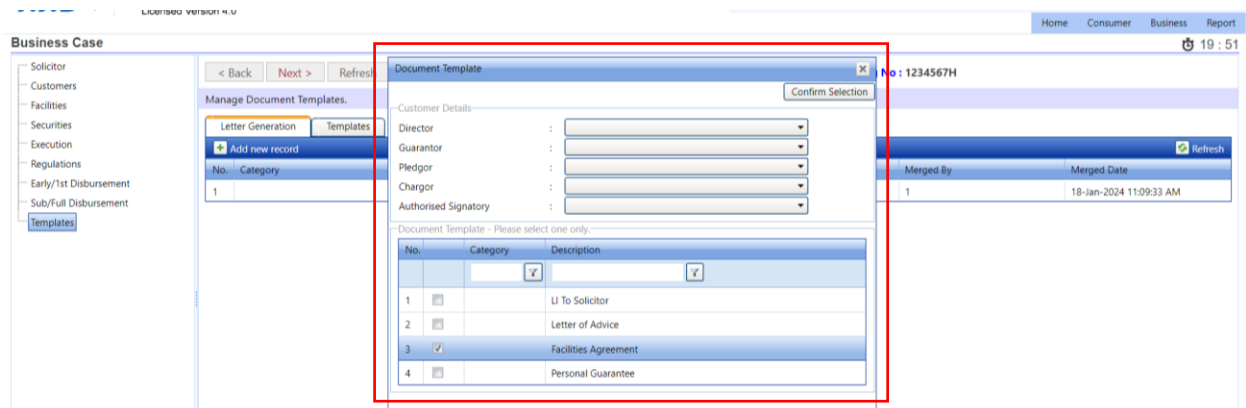 Licensed Version 4.0
Home Consumer Business Report
Business Case
19 : 51
Solicitor
Customers
Facilities
Securities
Execution
Regulations
Early/1st Disbursement
Sub/Full Disbursement
Templates
< Back Next > Refresh
No : 1234567H
Manage Document Templates.
Letter Generation Templates
Add new record
Refresh
No. Category Merged By Merged Date
1 1 18-Jan-2024 11:09:33 AM
Document Template
Confirm Selection
Customer Details
Director :
Guarantor :
Pledgor :
Chargor :
Authorised Signatory :
Document Template - Please select one only.
No. Category Description
1 LI To Solicitor
2 Letter of Advice
3 Facilities Agreement
4 Personal Guarantee